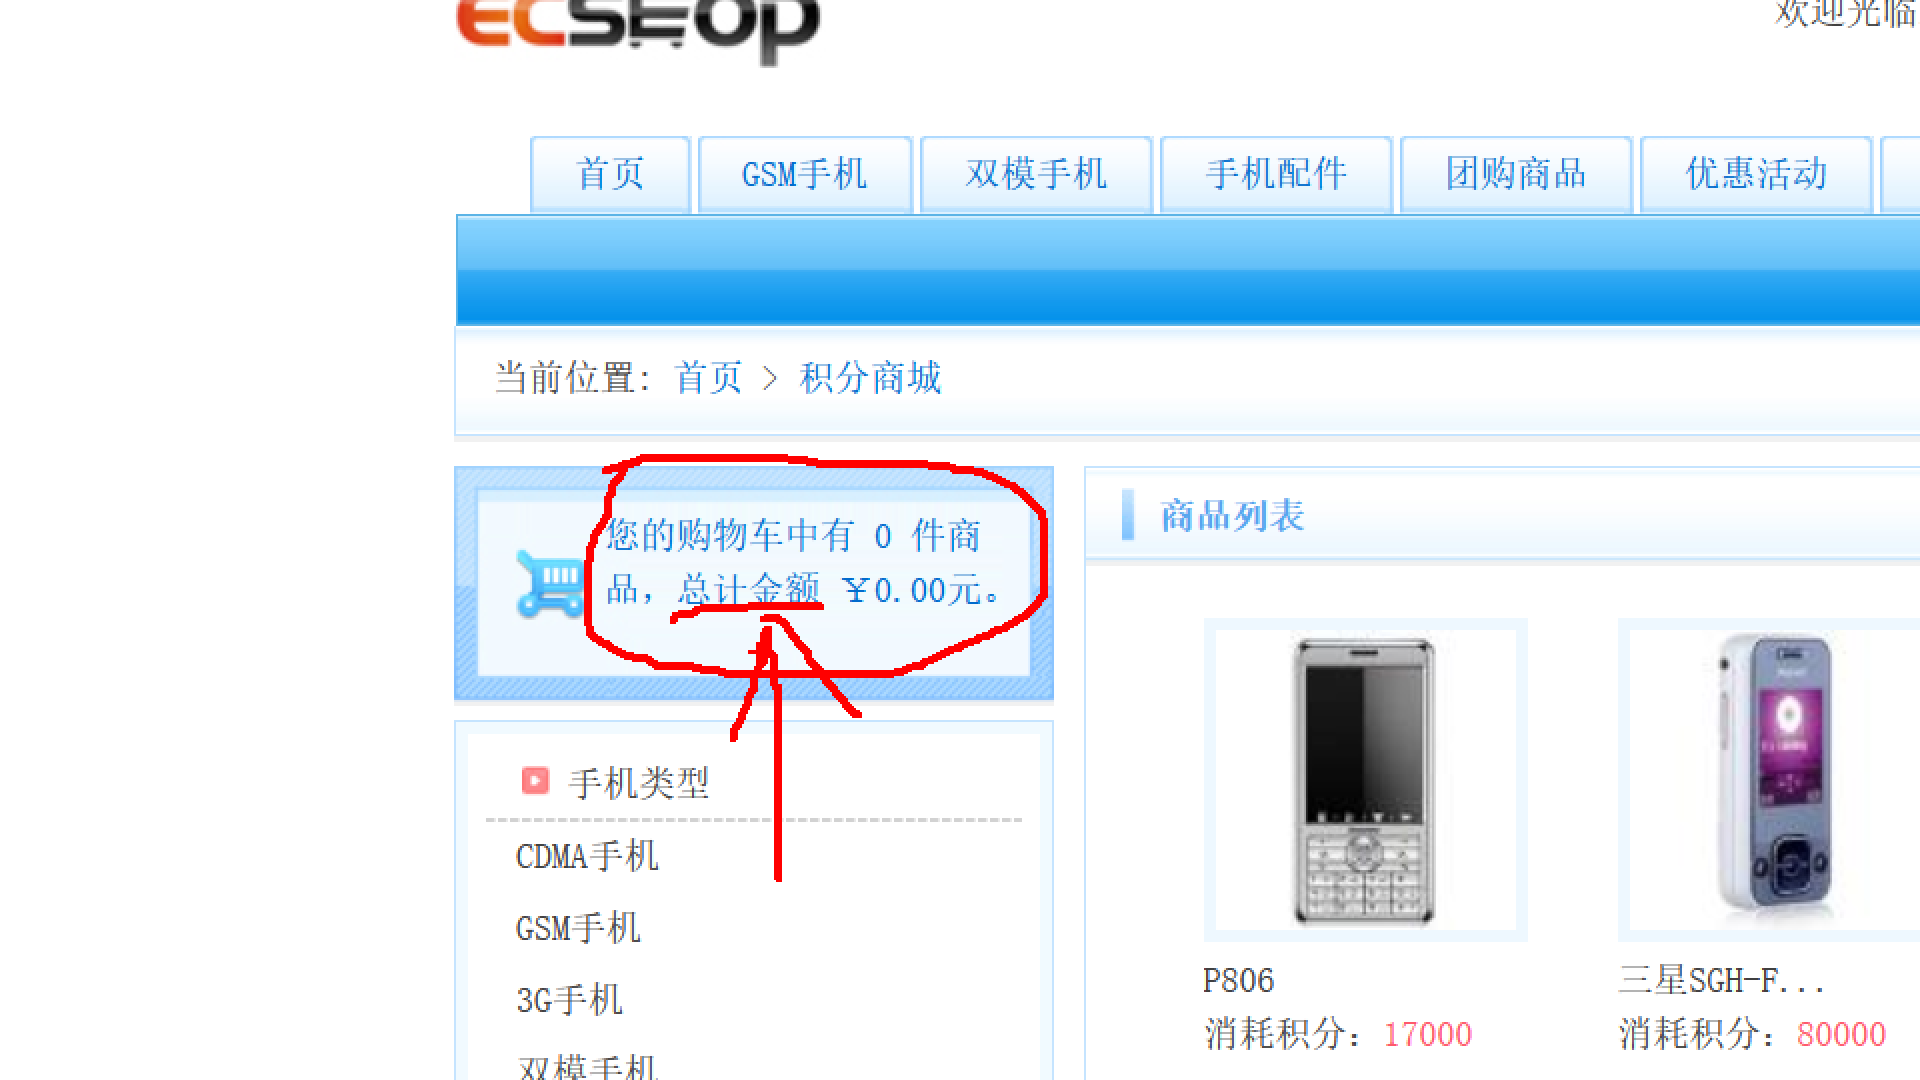 ECSHOP
欢迎光临
首页 GSM手机 双模手机 手机配件 团购商品 优惠活动
当前位置: 首页 > 积分商城
您的购物车中有 0 件商
品，总计金额 ￥0.00元。
商品列表
手机类型
CDMA手机
GSM手机
3G手机
双模手机
P806
消耗积分：17000
三星SGH-F...
消耗积分：80000